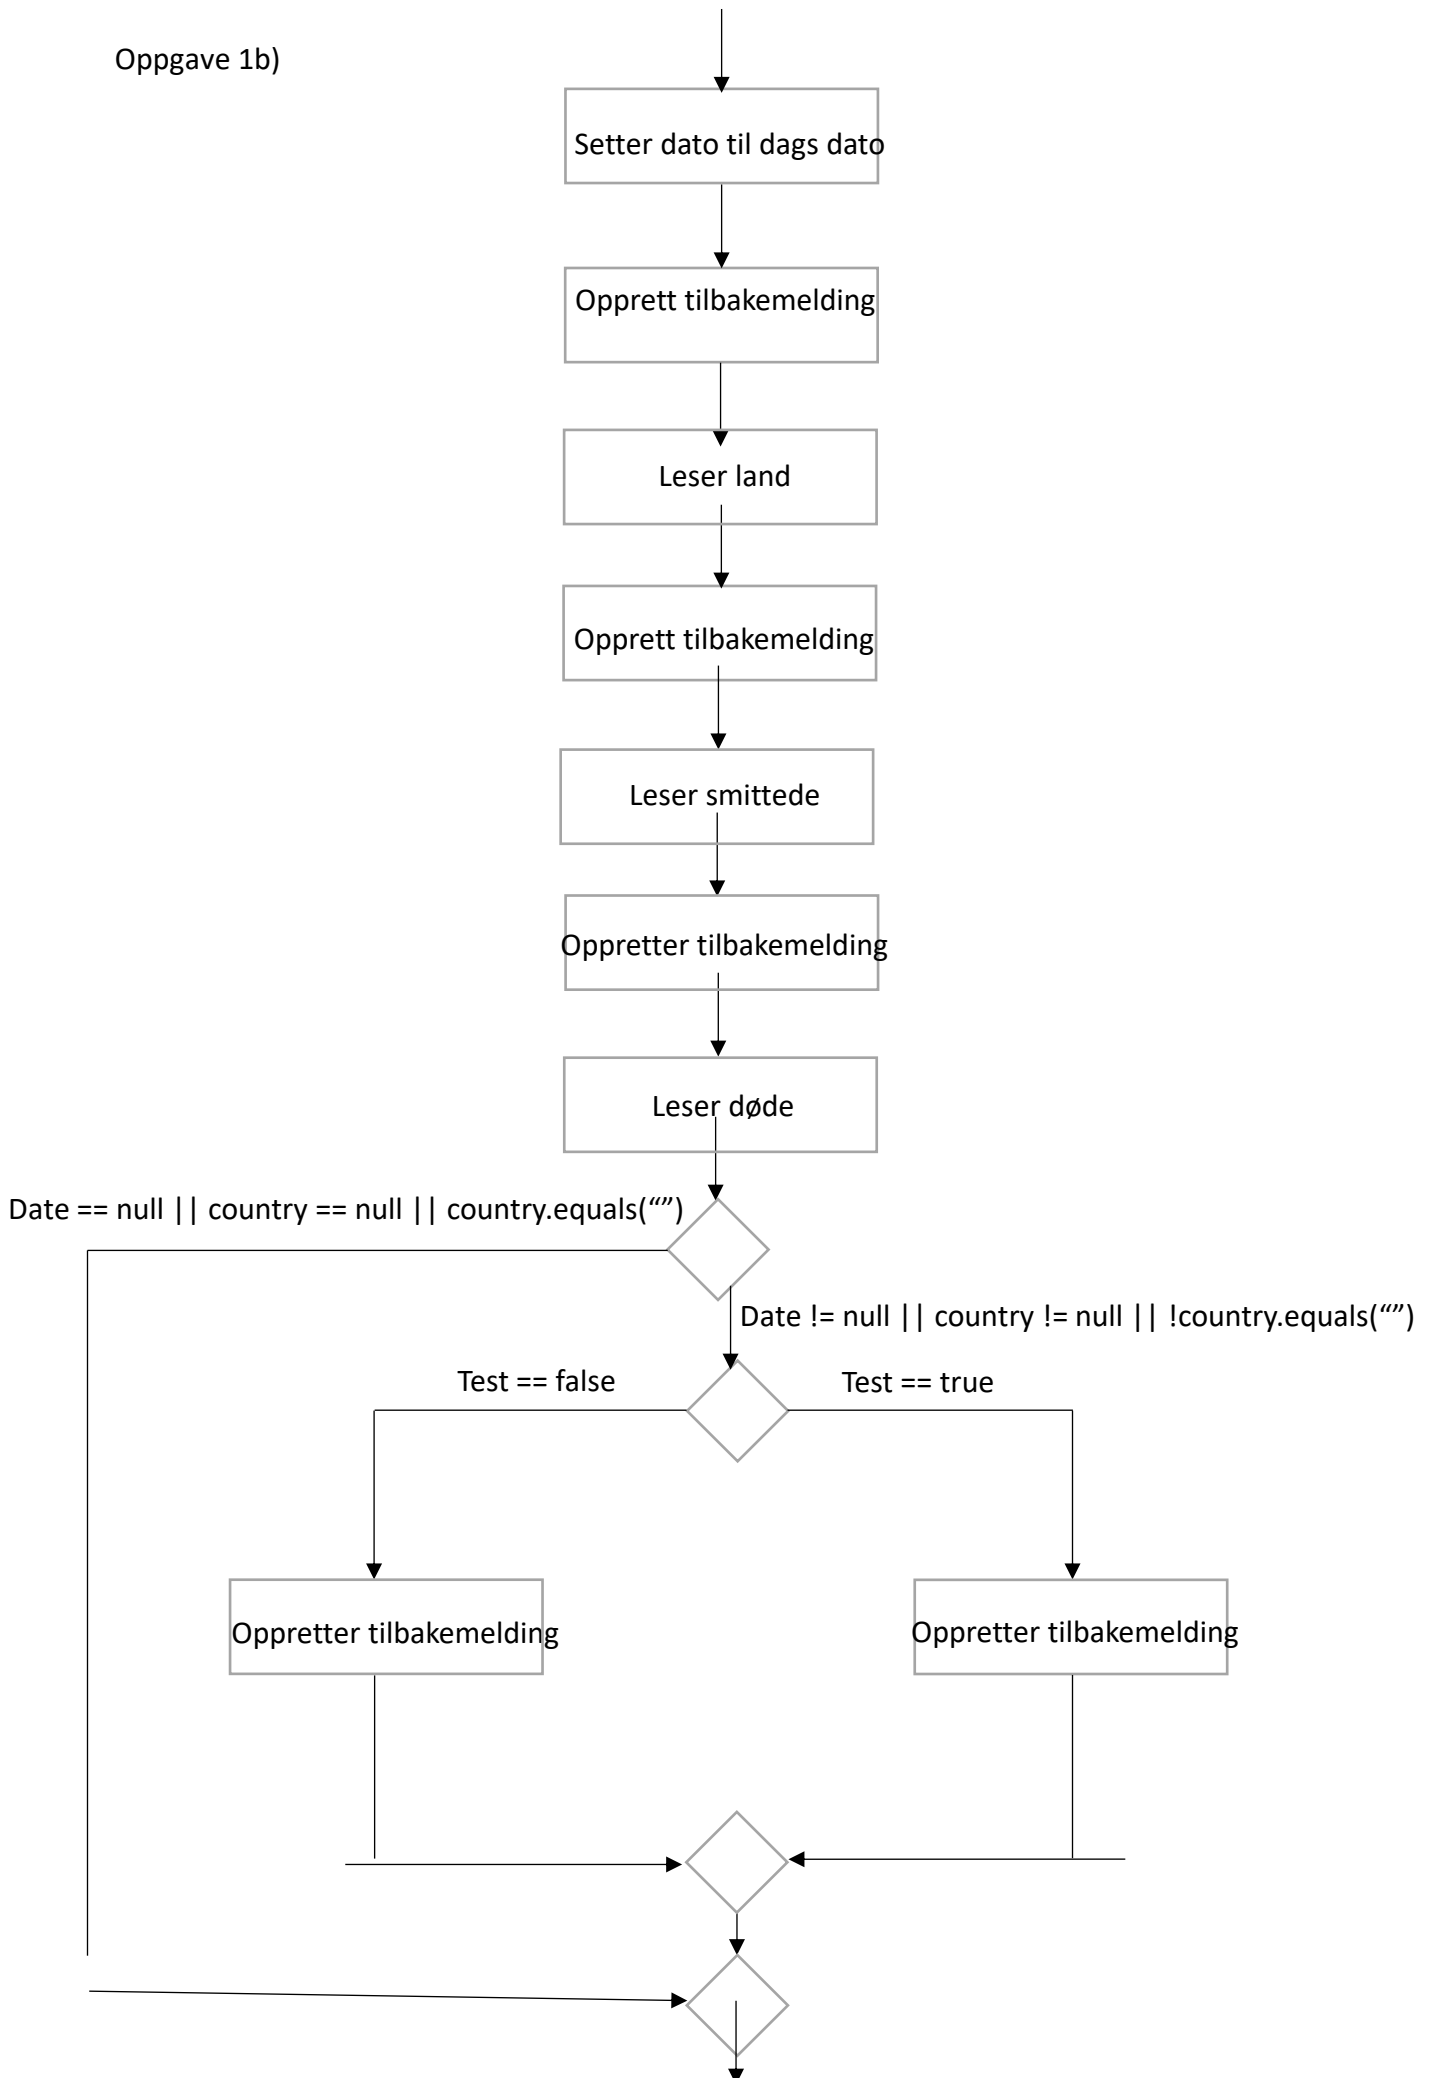 Oppgave 1b)
Setter dato til dags dato
Opprett tilbakemelding
Leser land
Opprett tilbakemelding
Leser smittede
Oppretter tilbakemelding
Leser døde
Date == null || country == null || country.equals(“”)
Date != null || country != null || !country.equals(“”)
Test == false
Test == true
Oppretter tilbakemelding
Oppretter tilbakemelding